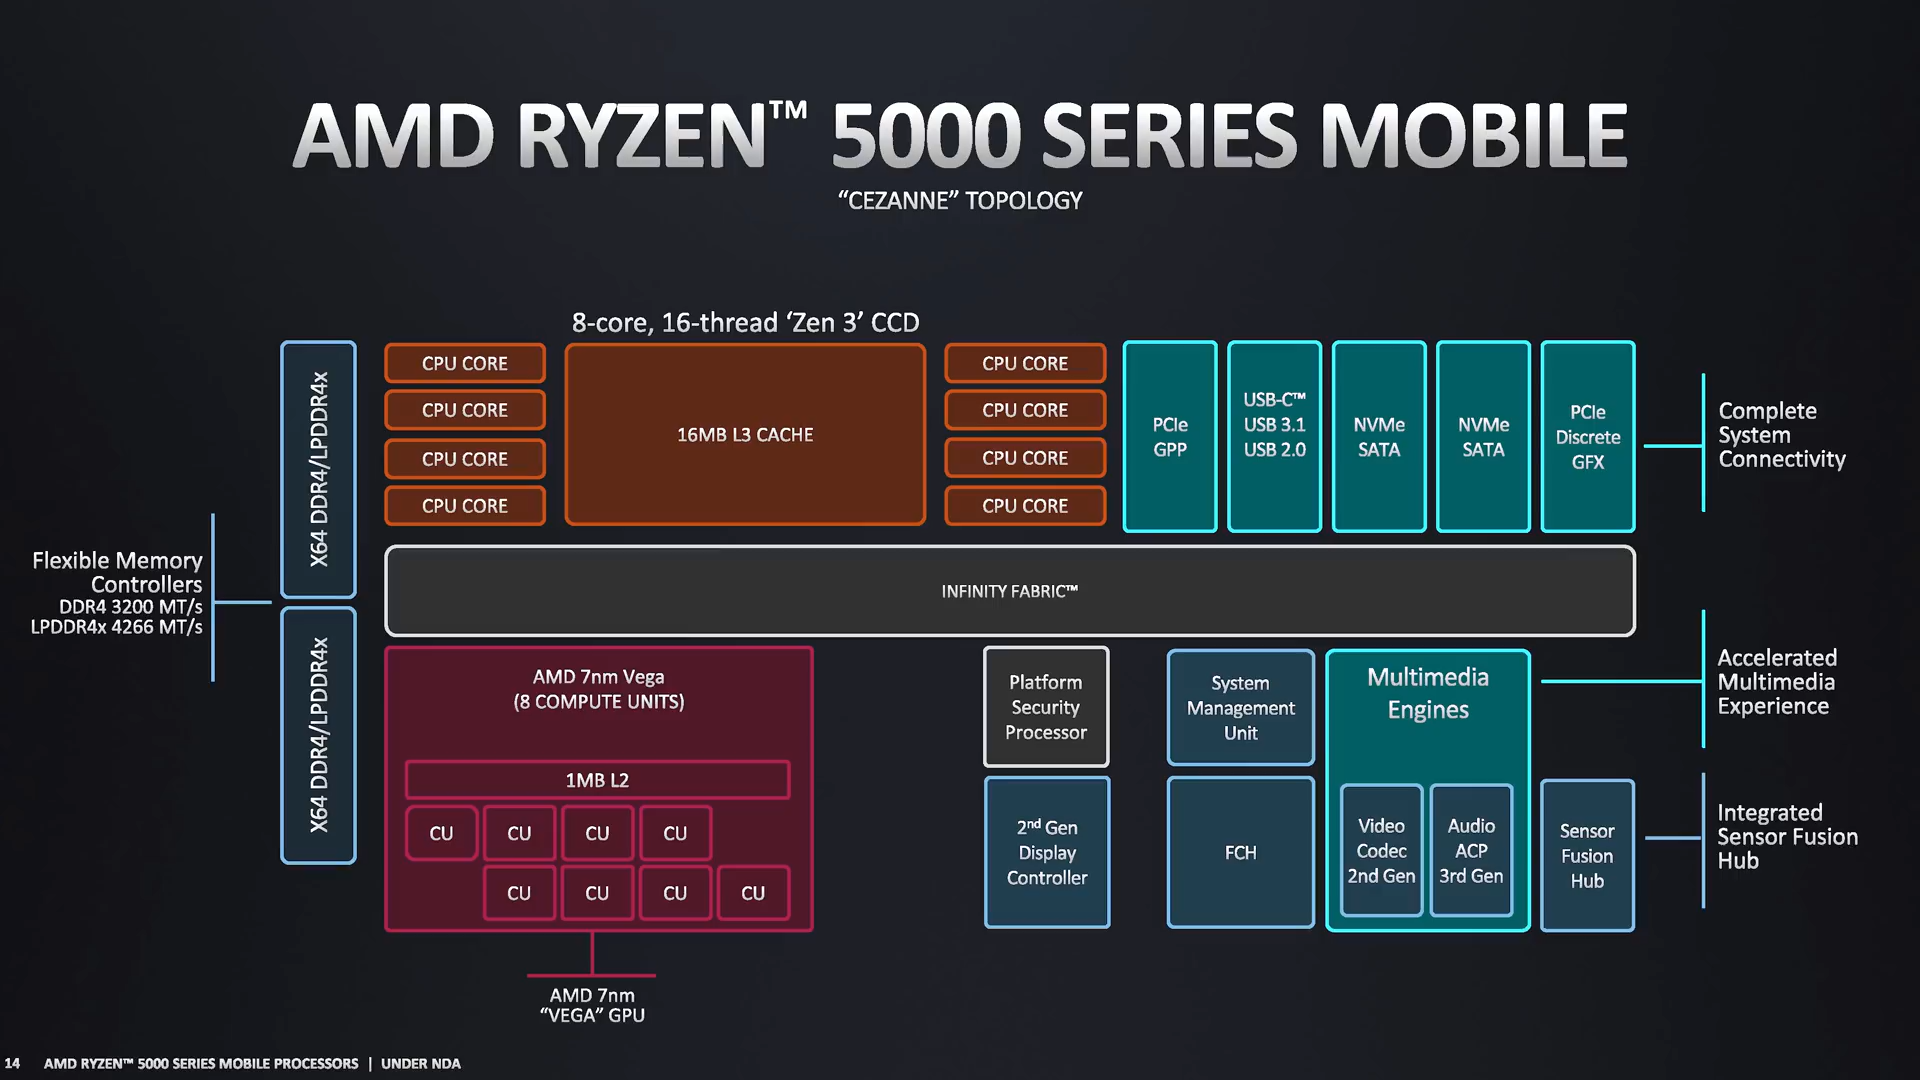 AMD RYZEN™ 5000 SERIES MOBILE
“CEZANNE” TOPOLOGY
8-core, 16-thread ‘Zen 3’ CCD
X64 DDR4/LPDDR4x
X64 DDR4/LPDDR4x
Flexible Memory
Controllers
DDR4 3200 MT/s
LPDDR4x 4266 MT/s
CPU CORE
CPU CORE
CPU CORE
CPU CORE
16MB L3 CACHE
CPU CORE
CPU CORE
CPU CORE
CPU CORE
PCIe
GPP
USB-C™
USB 3.1
USB 2.0
NVMe
SATA
NVMe
SATA
PCIe
Discrete
GFX
Complete
System
Connectivity
INFINITY FABRIC™
AMD 7nm Vega
(8 COMPUTE UNITS)
1MB L2
CU CU CU CU
CU CU CU CU
AMD 7nm
“VEGA” GPU
Platform
Security
Processor
2nd Gen
Display
Controller
System
Management
Unit
FCH
Multimedia
Engines
Video
Codec
2nd Gen
Audio
ACP
3rd Gen
Sensor
Fusion
Hub
Accelerated
Multimedia
Experience
Integrated
Sensor Fusion
Hub
14 AMD RYZEN™ 5000 SERIES MOBILE PROCESSORS | UNDER NDA